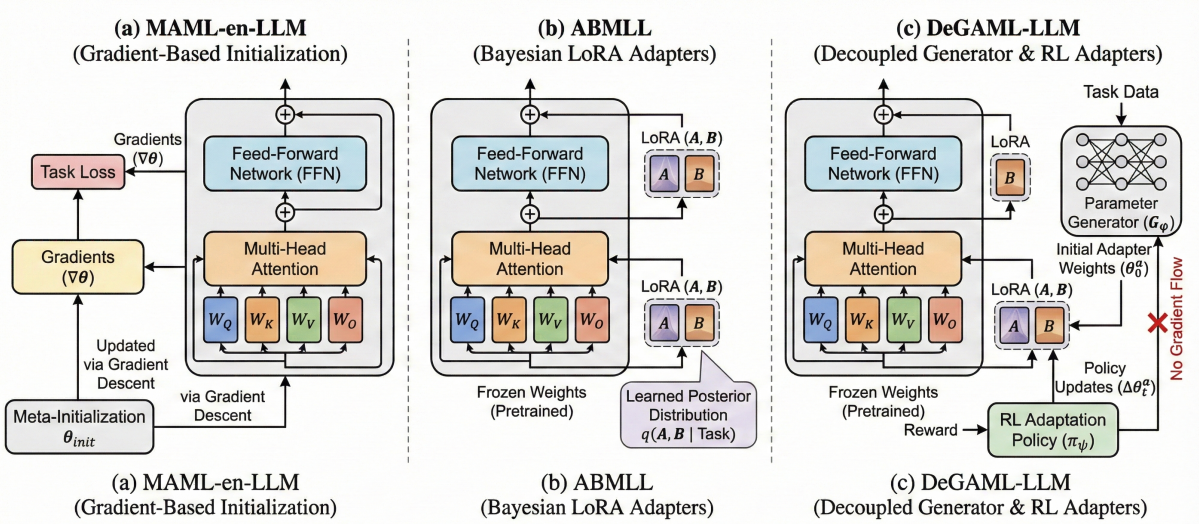 (a) MAML-en-LLM
(Gradient-Based Initialization)
Gradients
(∇θ)
Task Loss
Gradients
(∇θ)
Updated
via Gradient
Descent
via Gradient
Descent
Meta-Initialization
θ_init
Feed-Forward
Network (FFN)
Multi-Head
Attention
W_Q W_K W_V W_O
(a) MAML-en-LLM
(Gradient-Based Initialization)
(b) ABMLL
(Bayesian LoRA Adapters)
Feed-Forward
Network (FFN)
LoRA (A, B)
A B
Multi-Head
Attention
LoRA (A, B)
A B
W_Q W_K W_V W_O
Frozen Weights
(Pretrained)
Learned Posterior
Distribution
q(A, B | Task)
(b) ABMLL
(Bayesian LoRA Adapters)
(c) DeGAML-LLM
(Decoupled Generator & RL Adapters)
Task Data
Feed-Forward
Network (FFN)
LoRA
B
Parameter
Generator (G_φ)
Multi-Head
Attention
Initial Adapter
Weights (θ₀ᵃ)
LoRA (A, B)
A B
W_Q W_K W_V W_O
No Gradient Flow
Frozen Weights
(Pretrained)
Policy
Updates (Δθₜᵃ)
Reward
RL Adaptation
Policy (π_ψ)
(c) DeGAML-LLM
(Decoupled Generator & RL Adapters)